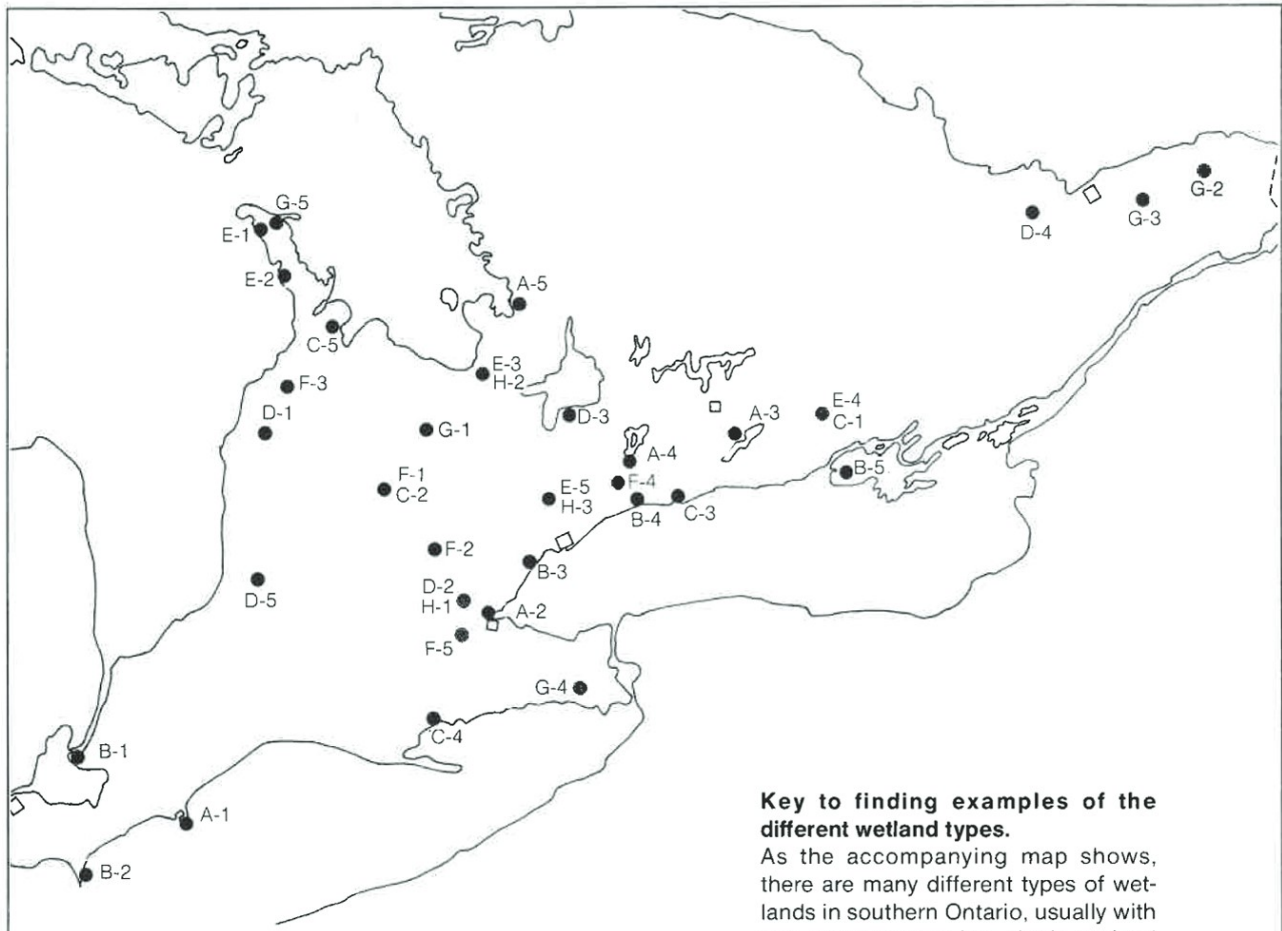 G-2
G-3
D-4
G-5
E-1
E-2
A-5
C-5
E-3
H-2
F-3
D-3
E-4
C-1
D-1
G-1
A-3
A-4
B-5
F-1
C-2
F-4
E-5
H-3
B-4
C-3
F-2
B-3
D-5
D-2
H-1
A-2
F-5
G-4
C-4
B-1
A-1
B-2
Key to finding examples of the
different wetland types.
As the accompanying map shows,
there are many different types of wet-
lands in southern Ontario, usually with